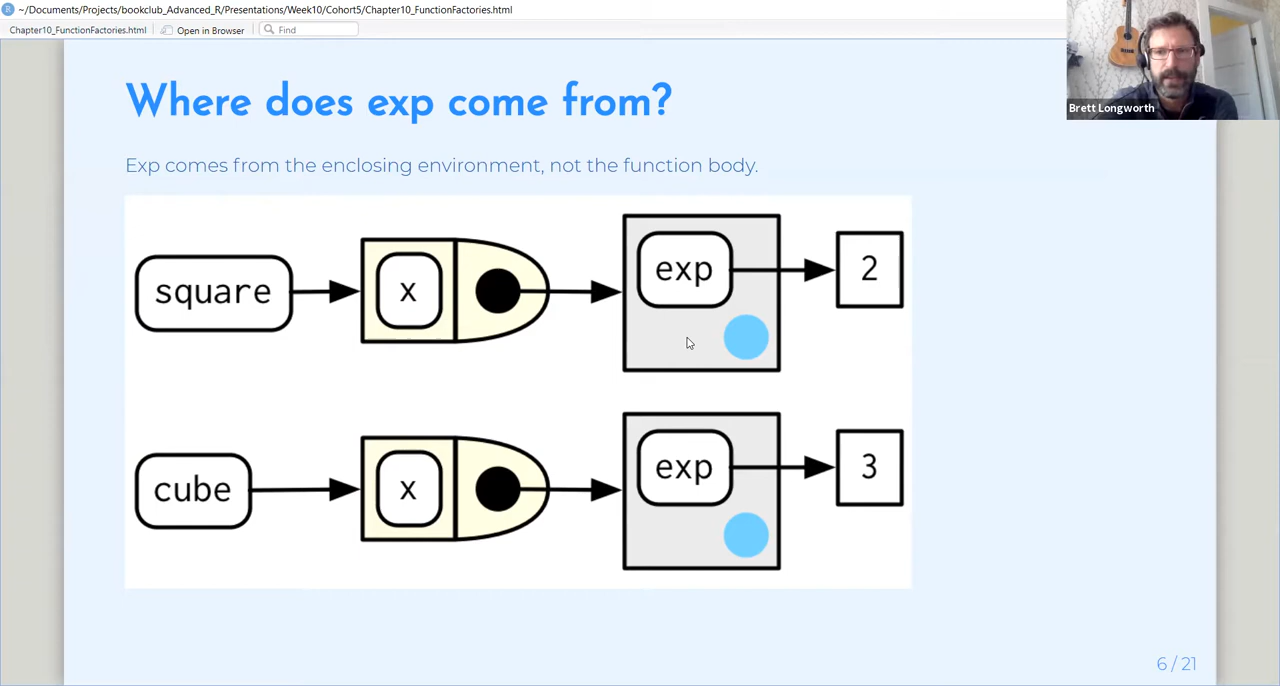 ~/Documents/Projects/bookclub_Advanced_R/Presentations/Week10/Cohort5/Chapter10_FunctionFactories.html
Chapter10_FunctionFactories.html Open in Browser Find
Brett Longworth
Where does exp come from?
Exp comes from the enclosing environment, not the function body.
square x exp 2
cube x exp 3
6 / 21